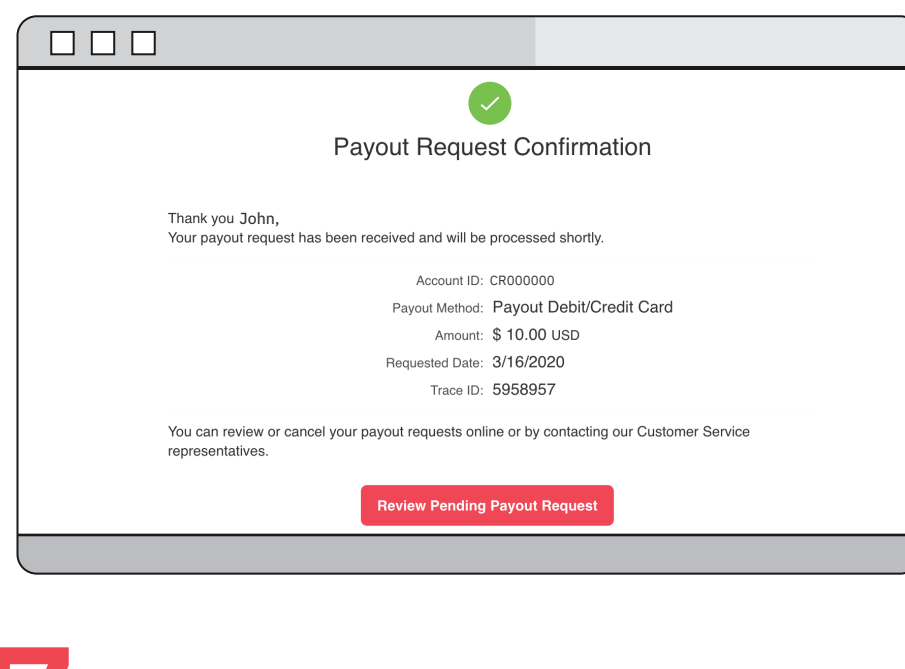 Payout Request Confirmation
Thank you John,
Your payout request has been received and will be processed shortly.
Account ID: CR000000
Payout Method: Payout Debit/Credit Card
Amount: $ 10.00 USD
Requested Date: 3/16/2020
Trace ID: 5958957
You can review or cancel your payout requests online or by contacting our Customer Service
representatives.
Review Pending Payout Request